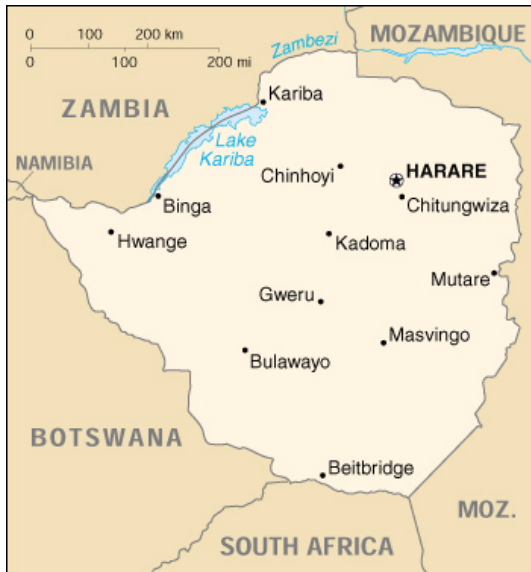 MOZAMBIQUE
Zambezi
0 100 200 km
0 100 200 mi
Kariba
ZAMBIA
Lake
Kariba
NAMIBIA
Chinhoyi
HARARE
Binga
Chitungwiza
Hwange
Kadoma
Mutare
Gweru
Masvingo
Bulawayo
BOTSWANA
Beitbridge
MOZ.
SOUTH AFRICA